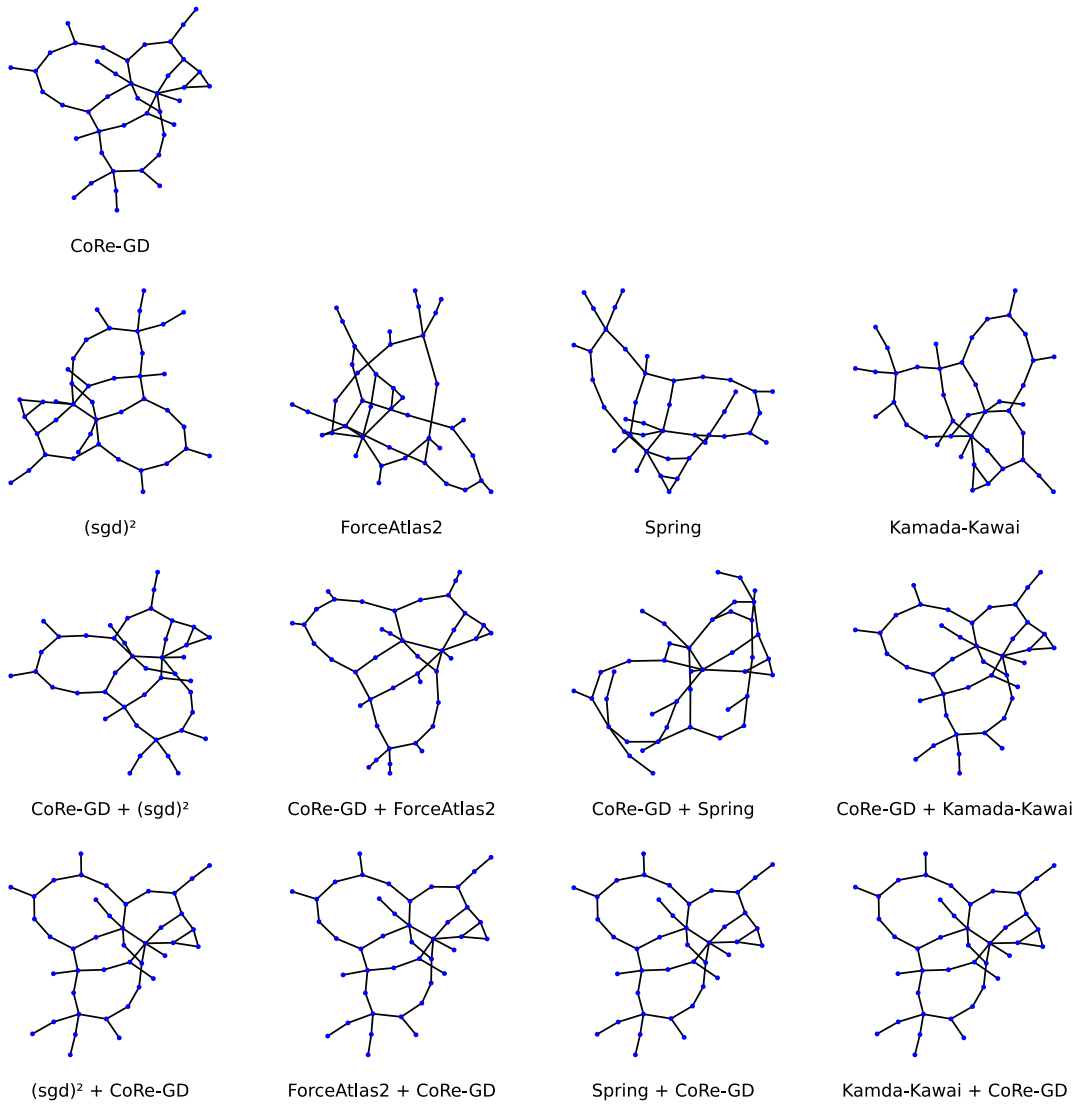 CoRe-GD
(sgd)² ForceAtlas2 Spring Kamada-Kawai
CoRe-GD + (sgd)² CoRe-GD + ForceAtlas2 CoRe-GD + Spring CoRe-GD + Kamada-Kawai
(sgd)² + CoRe-GD ForceAtlas2 + CoRe-GD Spring + CoRe-GD Kamda-Kawai + CoRe-GD